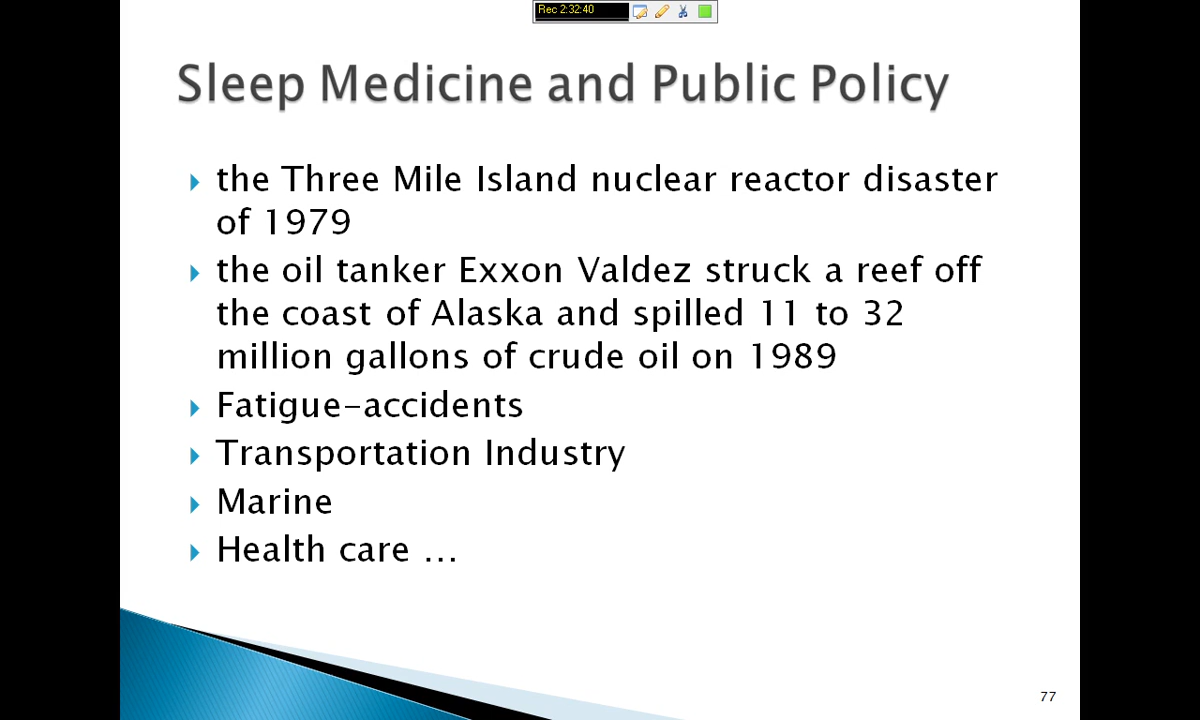 Rec 2:32:40
Sleep Medicine and Public Policy
the Three Mile Island nuclear reactor disaster
of 1979
the oil tanker Exxon Valdez struck a reef off
the coast of Alaska and spilled 11 to 32
million gallons of crude oil on 1989
Fatigue-accidents
Transportation Industry
Marine
Health care …
77